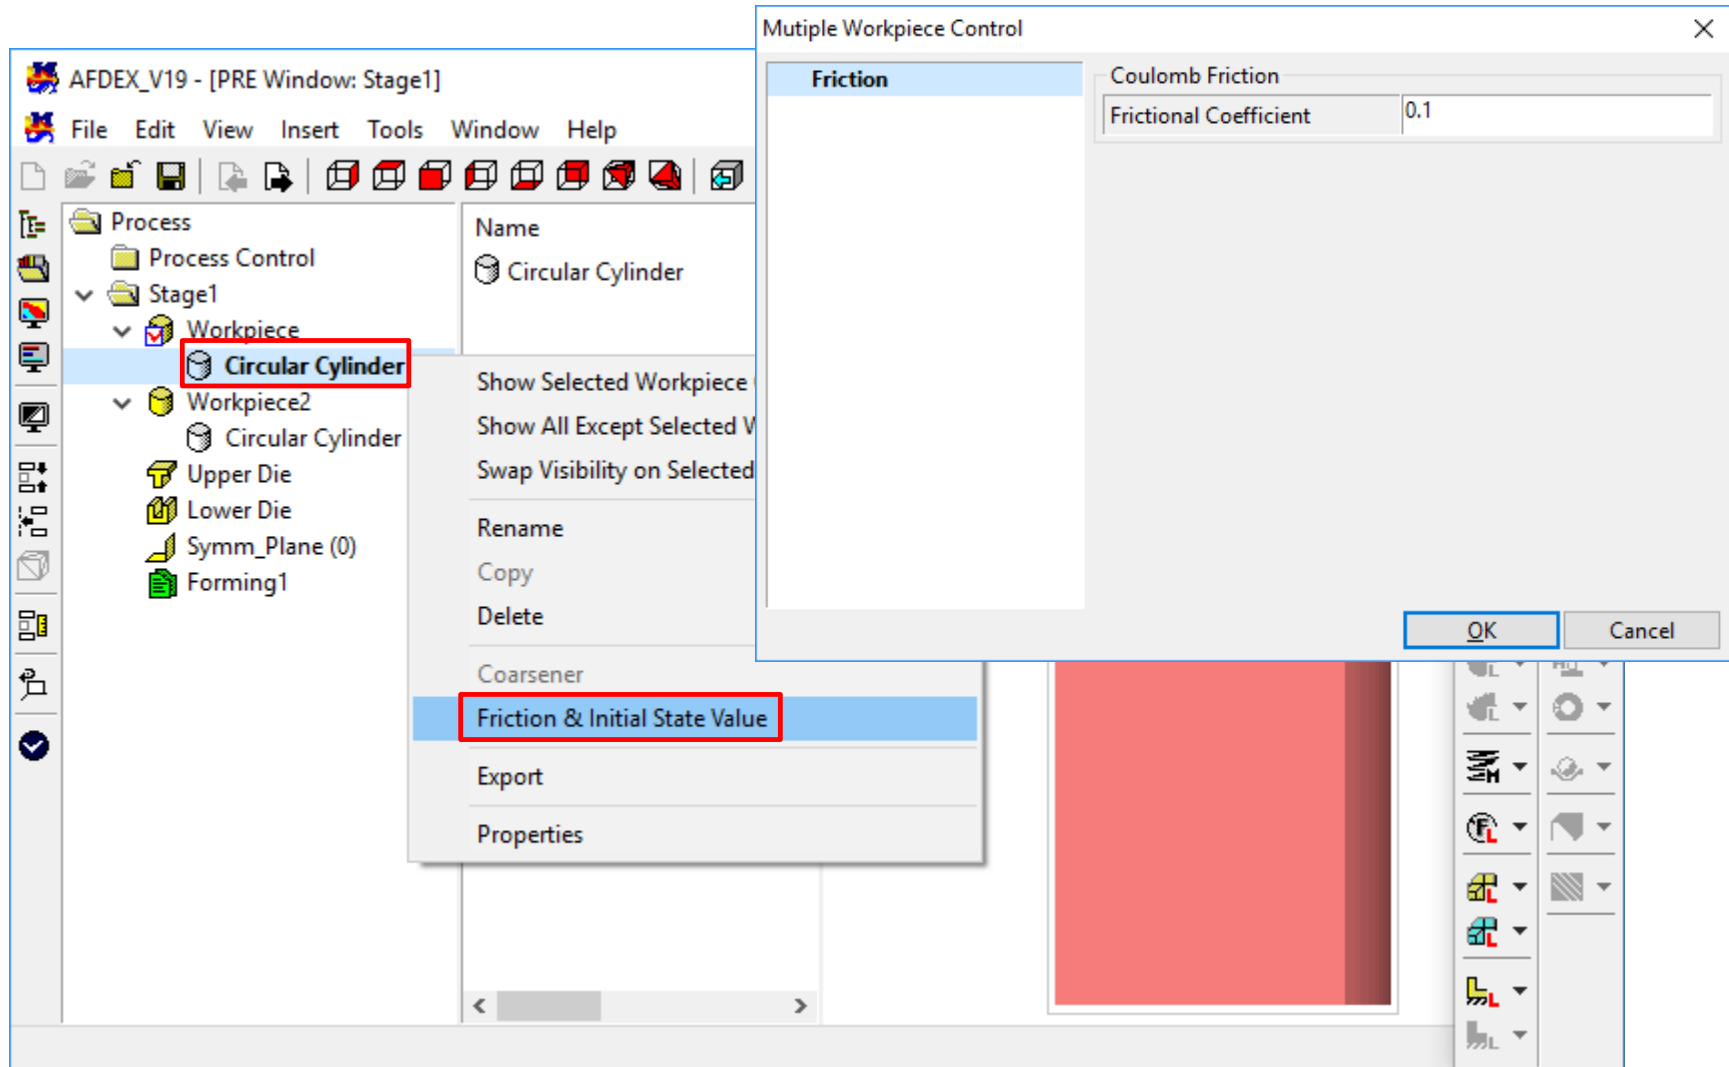 Mutiple Workpiece Control
Friction
Coulomb Friction
Frictional Coefficient
0.1
OK
Cancel
AFDEX_V19 - [PRE Window: Stage1]
File Edit View Insert Tools Window Help
Process
Process Control
Stage1
Workpiece
Circular Cylinder
Workpiece2
Circular Cylinder
Upper Die
Lower Die
Symm_Plane (0)
Forming1
Name
Circular Cylinder
Show Selected Workpiece
Show All Except Selected
Swap Visibility on Selected
Rename
Copy
Delete
Coarsener
Friction & Initial State Value
Export
Properties